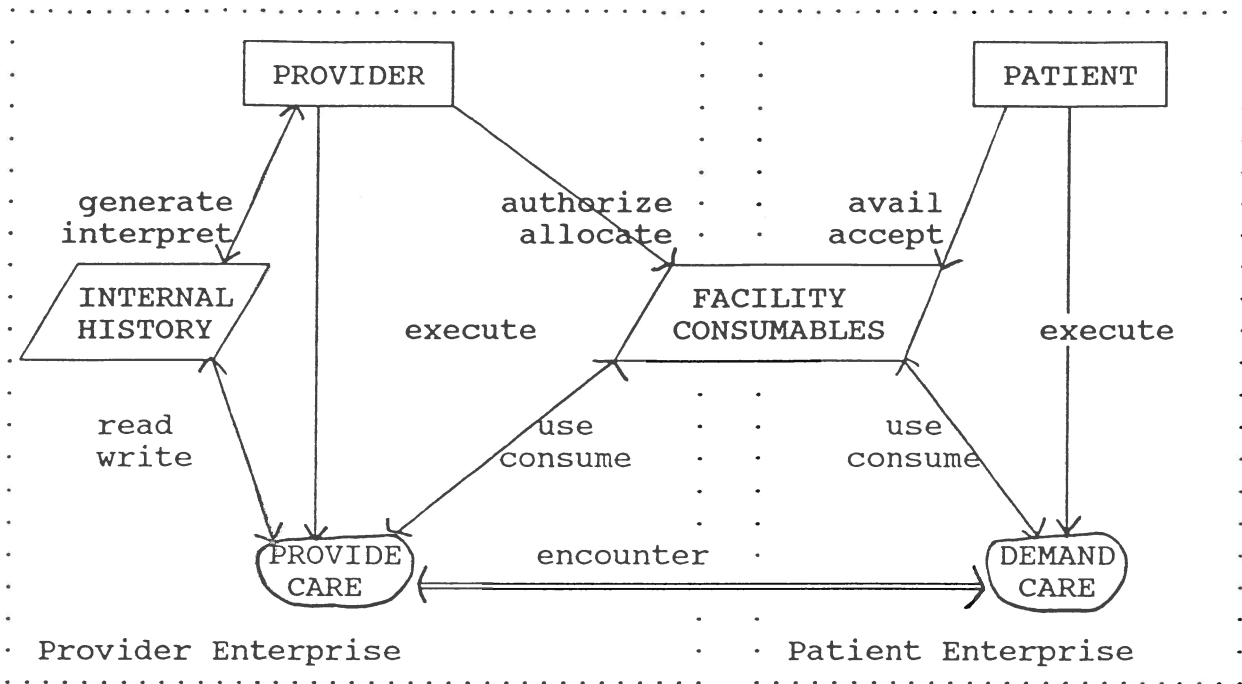 PROVIDER
PATIENT
generate
interpret
authorize
allocate
avail
accept
INTERNAL
HISTORY
FACILITY
CONSUMABLES
execute
execute
read
write
use
consume
use
consume
PROVIDE
CARE
encounter
DEMAND
CARE
Provider Enterprise
Patient Enterprise